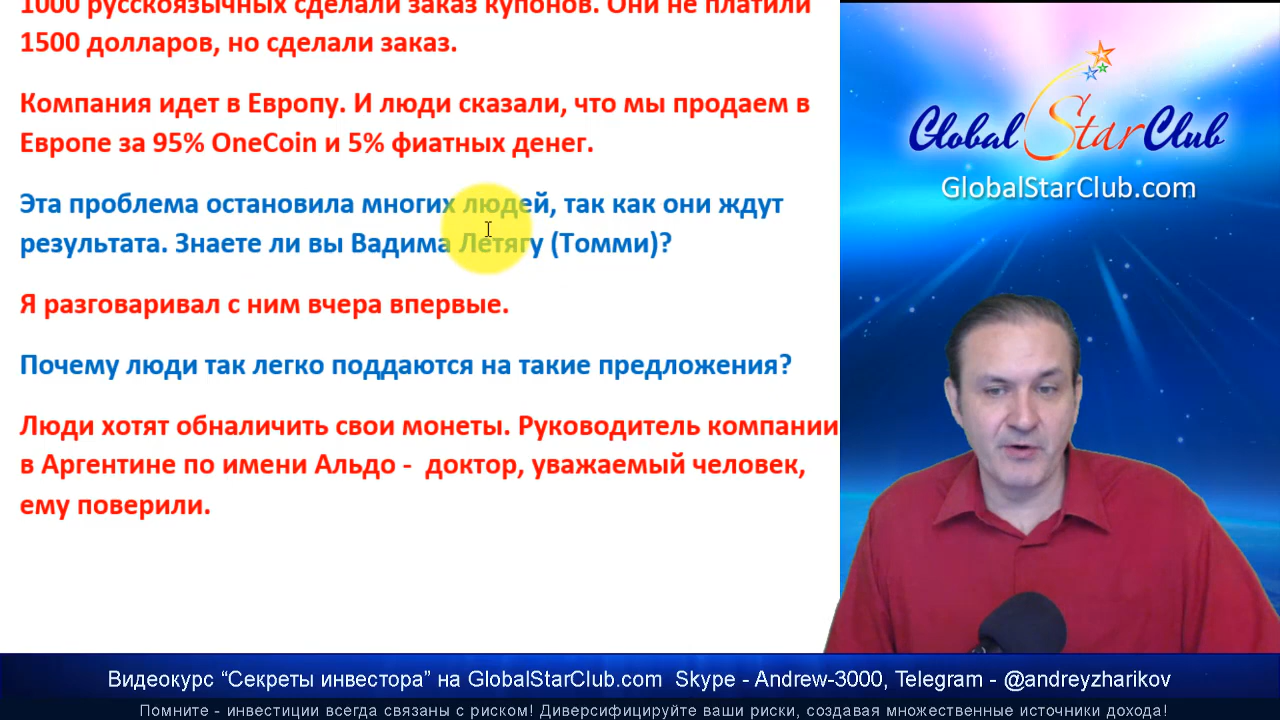 1000 русскоязычных сделали заказ купонов. Они не платили
1500 долларов, но сделали заказ.
Компания идет в Европу. И люди сказали, что мы продаем в
Европе за 95% OneCoin и 5% фиатных денег.
Эта проблема остановила многих людей, так как они ждут
результата. Знаете ли вы Вадима Летягу (Томми)?
Я разговаривал с ним вчера впервые.
Почему люди так легко поддаются на такие предложения?
Люди хотят обналичить свои монеты. Руководитель компании
в Аргентине по имени Альдо - доктор, уважаемый человек,
ему поверили.
Global Star Club
GlobalStarClub.com
Видеокурс “Секреты инвестора” на GlobalStarClub.com Skype - Andrew-3000, Telegram - @andreyzharikov
Помните - инвестиции всегда связаны с риском! Диверсифицируйте ваши риски, создавая множественные источники дохода!